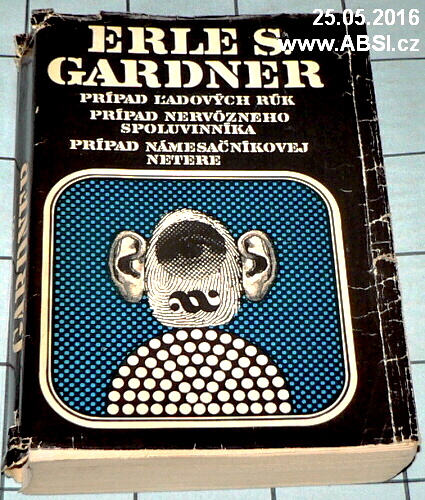 25.05.2016
www.ABSI.cz
ERLE S.
GARDNER
PRÍPAD ĽADOVÝCH RÚK
PRÍPAD NERVÓZNEHO
SPOLUVINNÍKA
PRÍPAD NÁMESAČNÍKOVEJ
NETERE
GARDNER